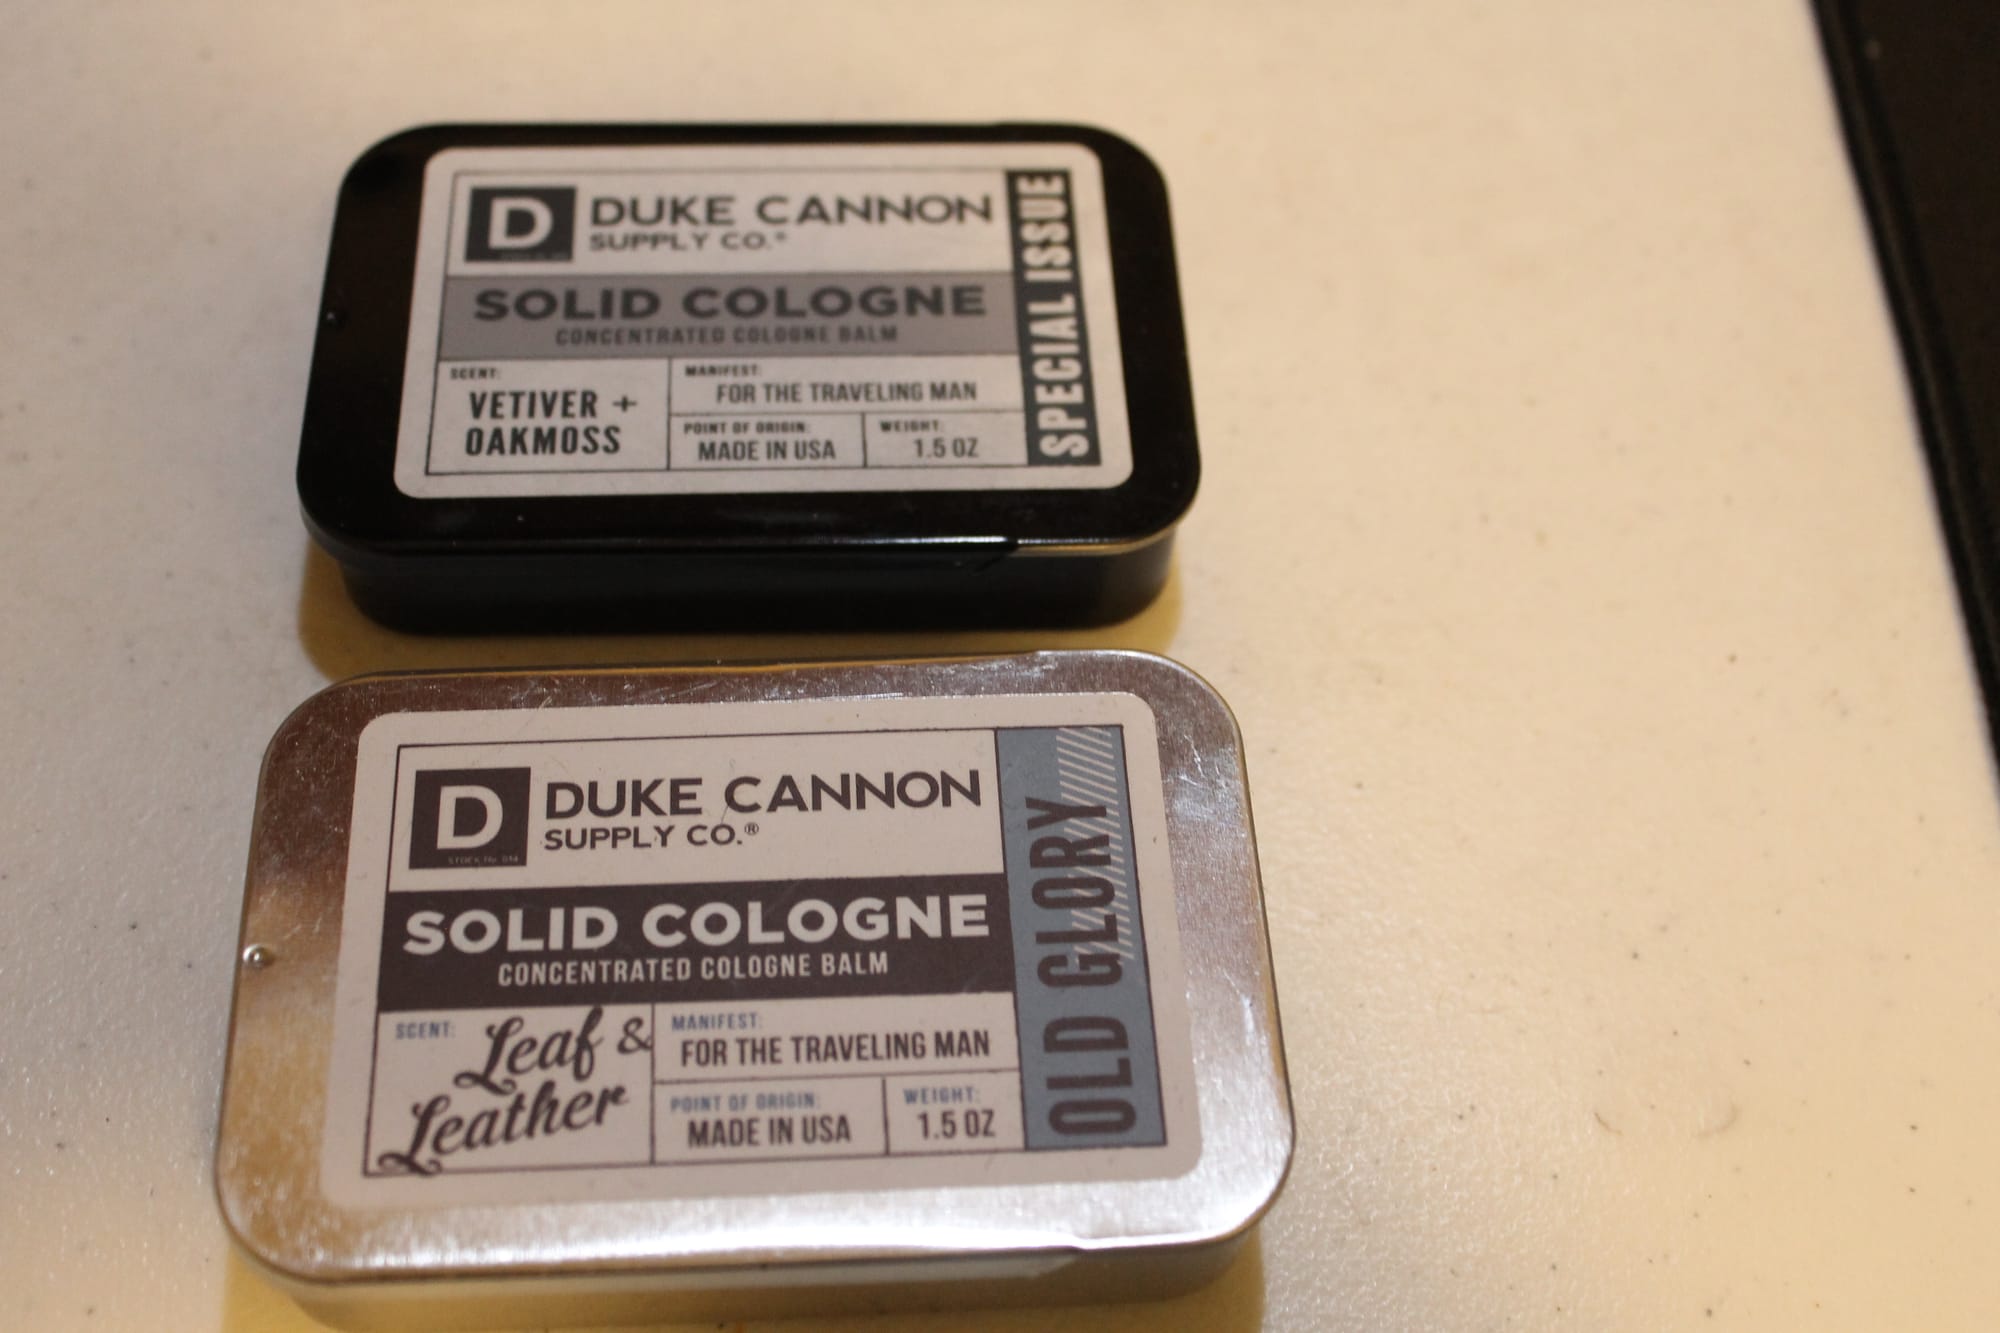 D
DUKE CANNON
SUPPLY CO.®
SOLID COLOGNE
CONCENTRATED COLOGNE BALM
SCENT:
VETIVER +
OAKMOSS
MANIFEST:
FOR THE TRAVELING MAN
POINT OF ORIGIN:
MADE IN USA
WEIGHT:
1.5 OZ
SPECIAL ISSUE
D
STOCK No. 014
DUKE CANNON
SUPPLY CO.®
SOLID COLOGNE
CONCENTRATED COLOGNE BALM
SCENT:
Leaf &
Leather
MANIFEST:
FOR THE TRAVELING MAN
POINT OF ORIGIN:
MADE IN USA
WEIGHT:
1.5 OZ
OLD GLORY